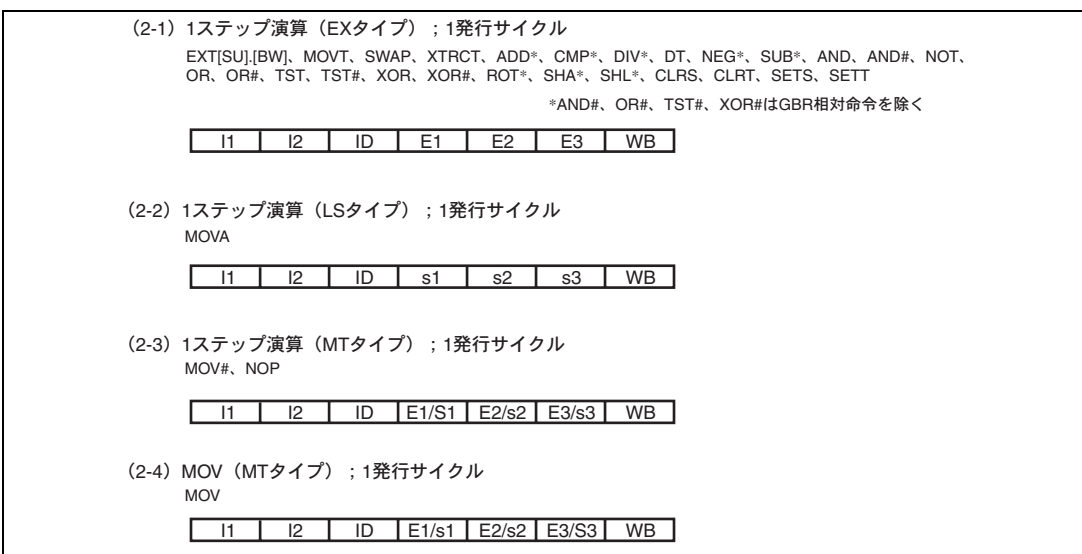 （2-1）1ステップ演算（EXタイプ）；1発行サイクル
EXT[SU].[BW]、MOVT、SWAP、XTRCT、ADD*、CMP*、DIV*、DT、NEG*、SUB*、AND、AND#、NOT、
OR、OR#、TST、TST#、XOR、XOR#、ROT*、SHA*、SHL*、CLRS、CLRT、SETS、SETT
*AND#、OR#、TST#、XOR#はGBR相対命令を除く
I1 I2 ID E1 E2 E3 WB
（2-2）1ステップ演算（LSタイプ）；1発行サイクル
MOVA
I1 I2 ID s1 s2 s3 WB
（2-3）1ステップ演算（MTタイプ）；1発行サイクル
MOV#、NOP
I1 I2 ID E1/S1 E2/s2 E3/s3 WB
（2-4）MOV（MTタイプ）；1発行サイクル
MOV
I1 I2 ID E1/s1 E2/s2 E3/S3 WB